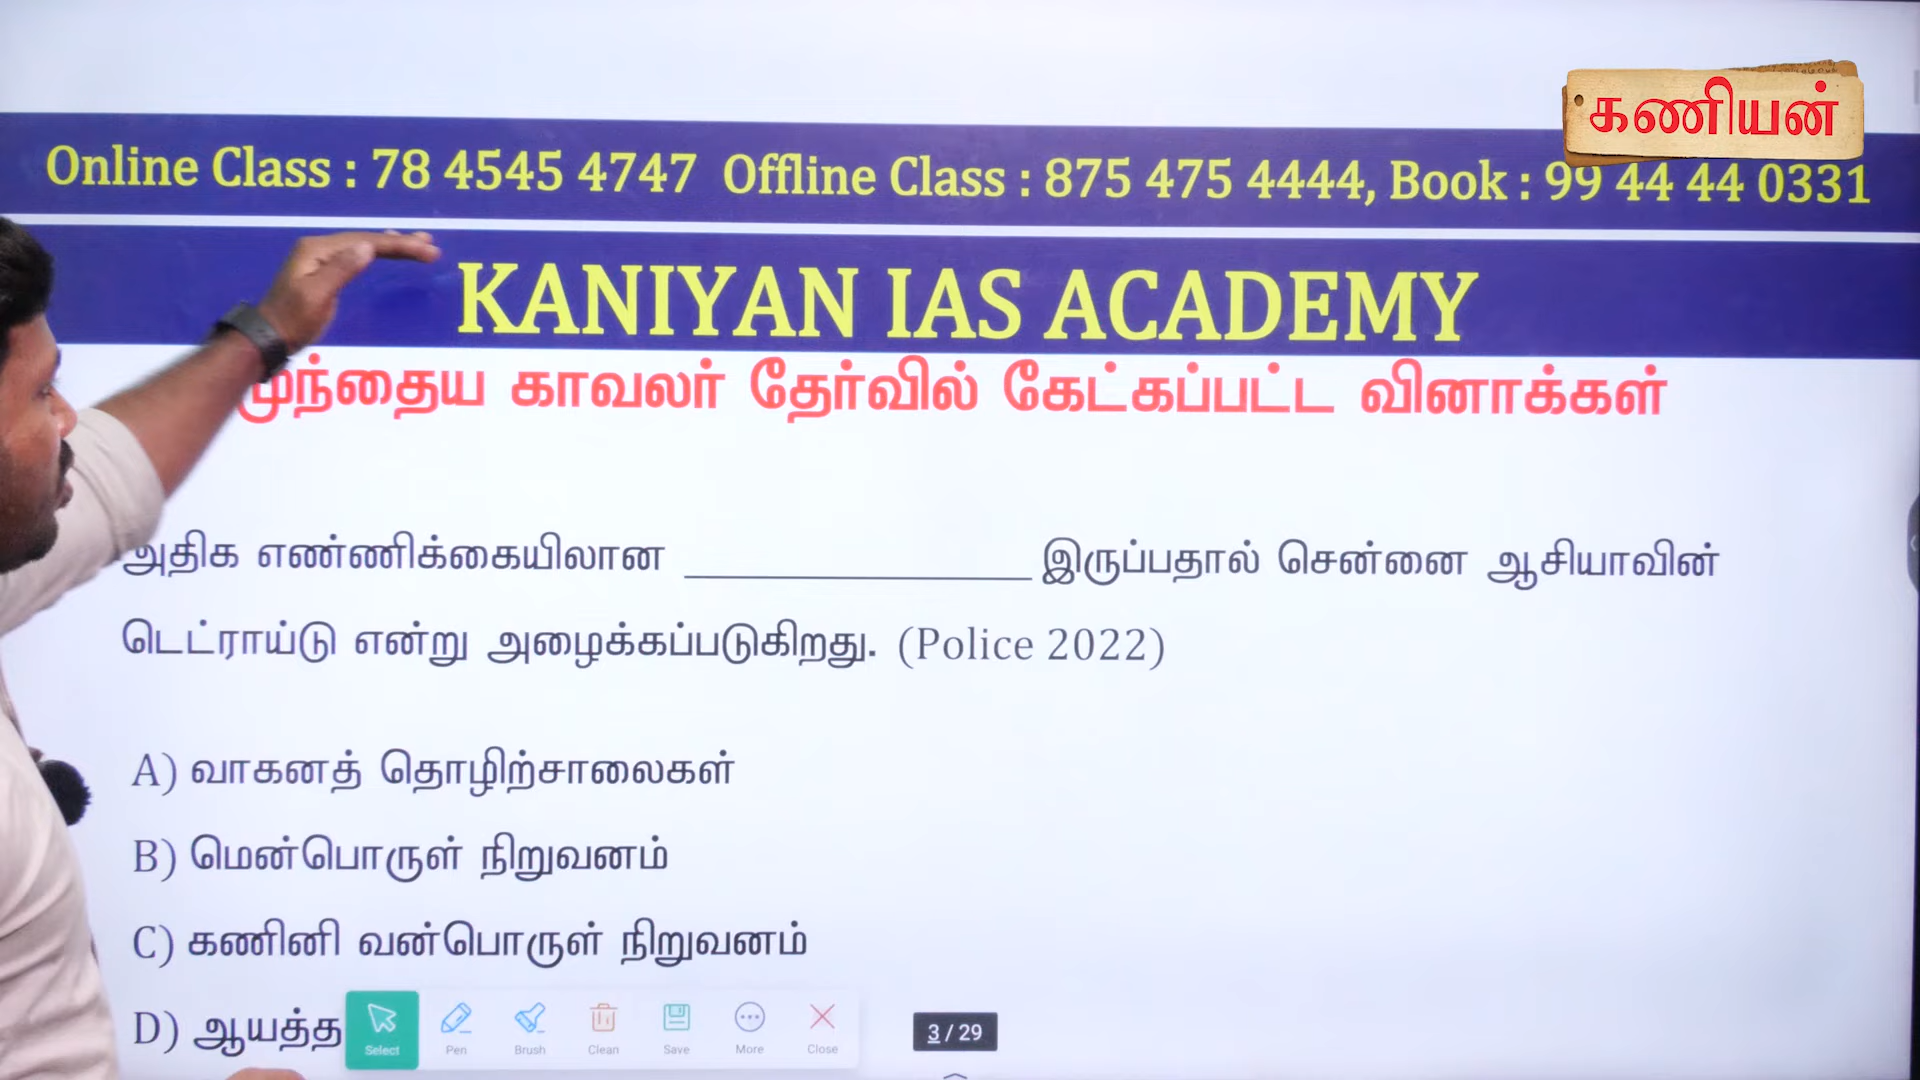 கணியன்
Online Class : 78 4545 4747 Offline Class : 875 475 4444, Book : 99 44 44 0331
KANIYAN IAS ACADEMY
முந்தைய காவலர் தேர்வில் கேட்கப்பட்ட வினாக்கள்
அதிக எண்ணிக்கையிலான ____________ இருப்பதால் சென்னை ஆசியாவின்
டெட்ராய்டு என்று அழைக்கப்படுகிறது. (Police 2022)
A) வாகனத் தொழிற்சாலைகள்
B) மென்பொருள் நிறுவனம்
C) கணினி வன்பொருள் நிறுவனம்
D) ஆயத்த
Select Pen Brush Clean Save More Close
3 / 29